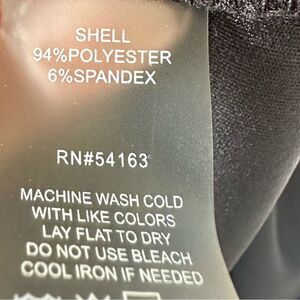 SHELL
94%POLYESTER
6%SPANDEX
RN#54163
MACHINE WASH COLD
WITH LIKE COLORS
LAY FLAT TO DRY
DO NOT USE BLEACH
COOL IRON IF NEEDED